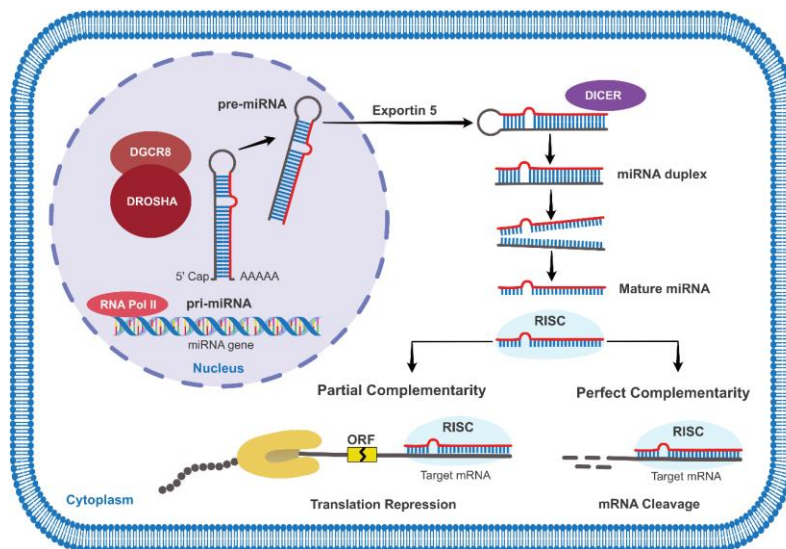 pre-miRNA
Exportin 5
DICER
DGCR8
DROSHA
miRNA duplex
5' Cap
AAAAA
Mature miRNA
RNA Pol II
pri-miRNA
miRNA gene
Nucleus
RISC
Partial Complementarity
Perfect Complementarity
ORF
RISC
Target mRNA
RISC
Target mRNA
Cytoplasm
Translation Repression
mRNA Cleavage